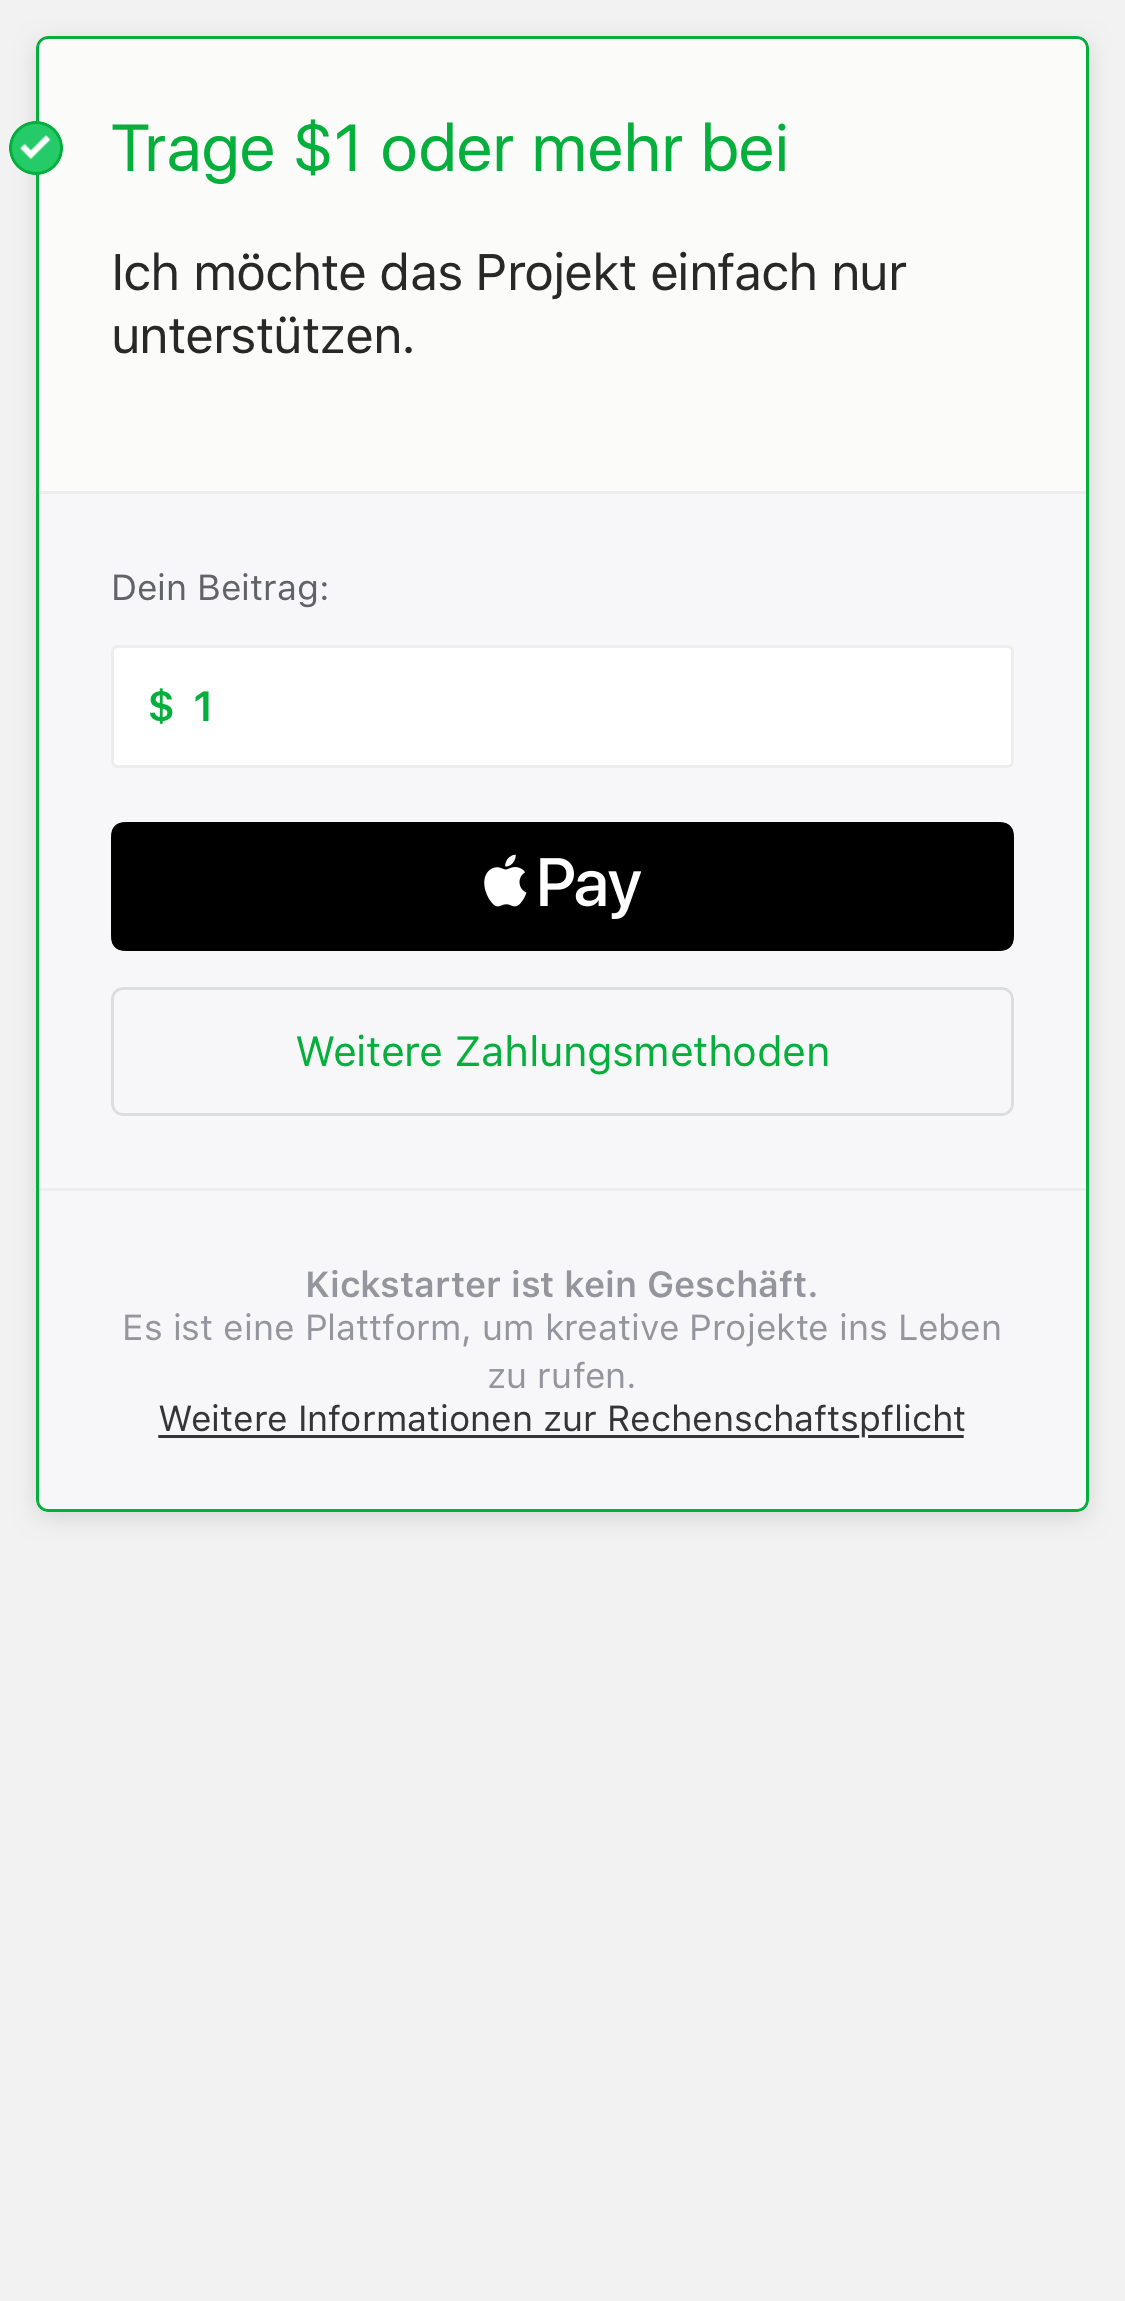 Trage $1 oder mehr bei
Ich möchte das Projekt einfach nur
unterstützen.
Dein Beitrag:
$ 1
Pay
Weitere Zahlungsmethoden
Kickstarter ist kein Geschäft.
Es ist eine Plattform, um kreative Projekte ins Leben
zu rufen.
Weitere Informationen zur Rechenschaftspflicht